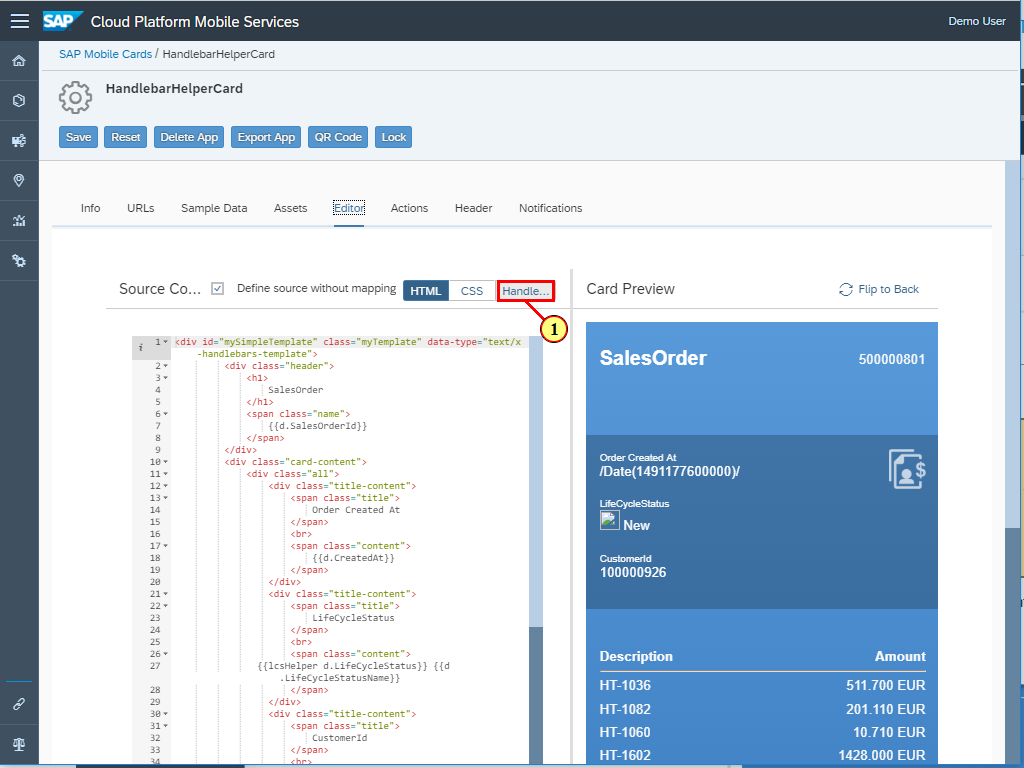 SAP Cloud Platform Mobile Services
Demo User
SAP Mobile Cards / HandlebarHelperCard
HandlebarHelperCard
Save Reset Delete App Export App QR Code Lock
Info URLs Sample Data Assets Editor Actions Header Notifications
Source Co... Define source without mapping HTML CSS Handle...
1
i 1 <div id="mySimpleTemplate" class="myTemplate" data-type="text/x
-handlebars-template">
2 <div class="header">
3 <h1>
4 SalesOrder
5 </h1>
6 <span class="name">
7 {{d.SalesOrderId}}
8 </span>
9 </div>
10 <div class="card-content">
11 <div class="all">
12 <div class="title-content">
13 <span class="title">
14 Order Created At
15 </span>
16 <br>
17 <span class="content">
18 {{d.CreatedAt}}
19 </span>
20 </div>
21 <div class="title-content">
22 <span class="title">
23 LifeCycleStatus
24 </span>
25 <br>
26 <span class="content">
27 {{lcsHelper d.LifeCycleStatus}} {{d
.LifeCycleStatusName}}
28 </span>
29 </div>
30 <div class="title-content">
31 <span class="title">
32 CustomerId
33 </span>
34 <br>
Card Preview
Flip to Back
SalesOrder 500000801
Order Created At
/Date(1491177600000)/
LifeCycleStatus
New
CustomerId
100000926
Description Amount
HT-1036 511.700 EUR
HT-1082 201.110 EUR
HT-1060 10.710 EUR
HT-1602 1428.000 EUR